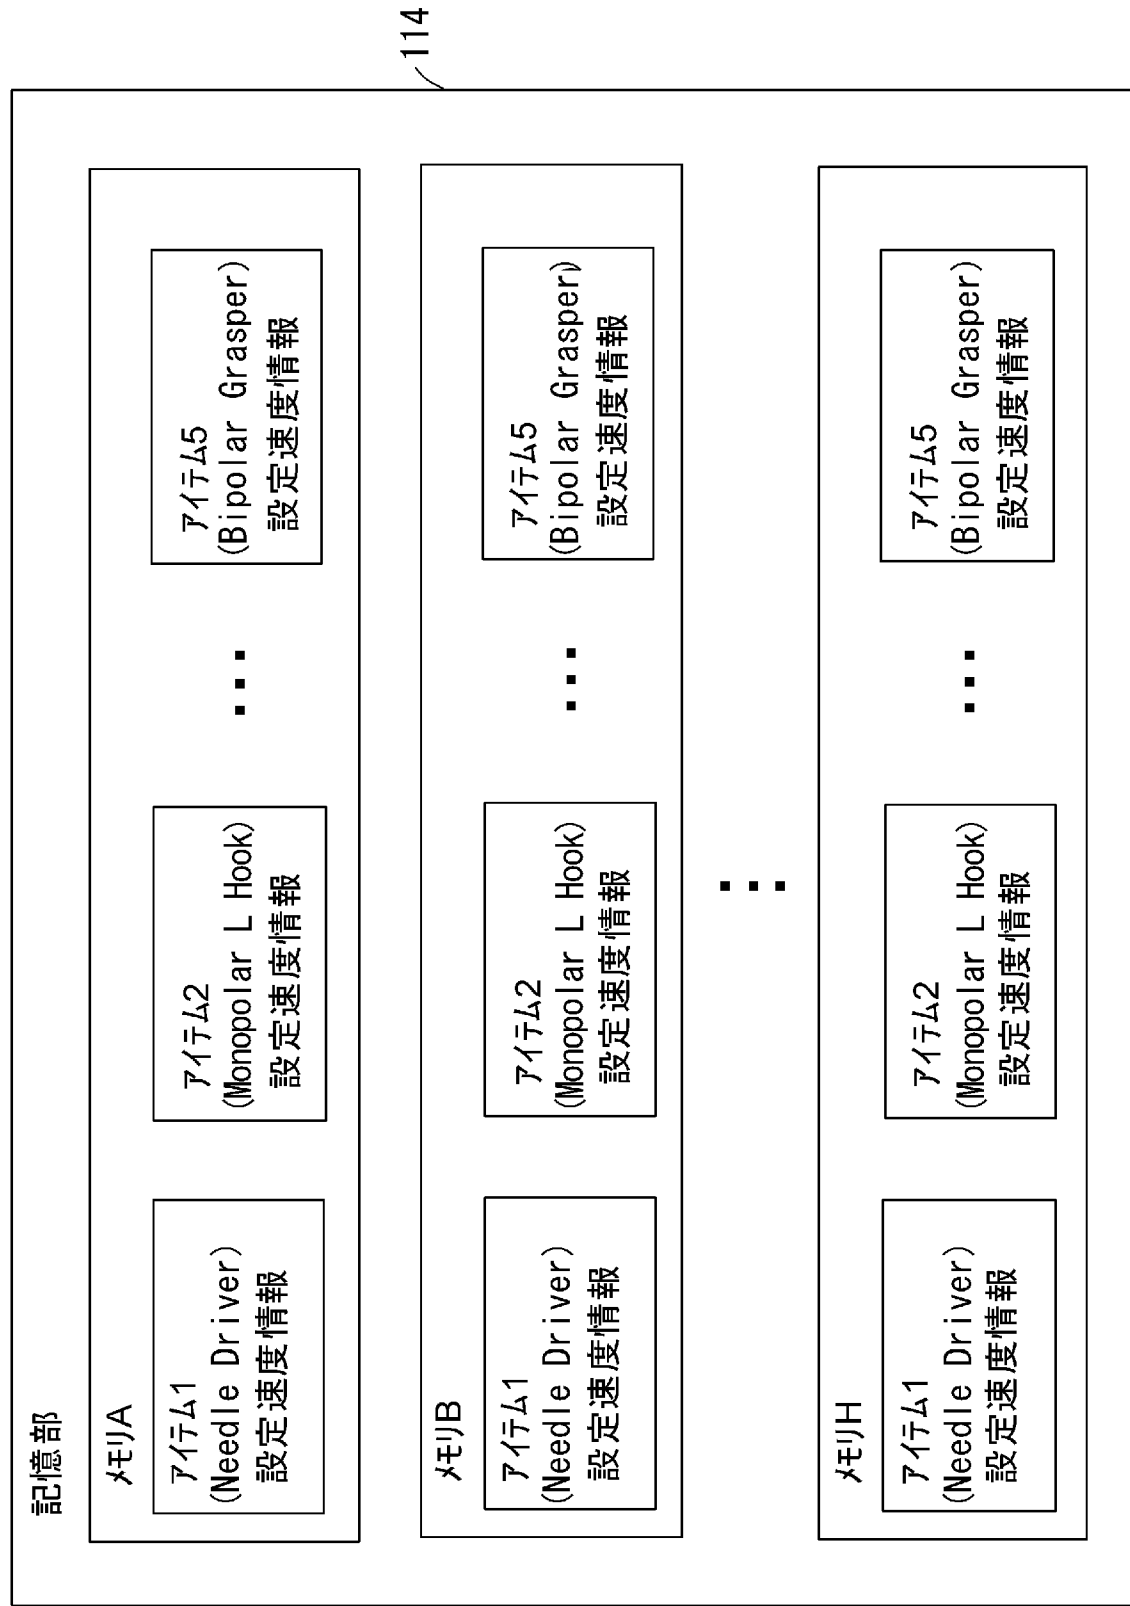 記憶部
114
メモリA
アイテム1
(Needle Driver)
設定速度情報
アイテム2
(Monopolar L Hook)
設定速度情報
...
アイテム5
(Bipolar Grasper)
設定速度情報
メモリB
アイテム1
(Needle Driver)
設定速度情報
アイテム2
(Monopolar L Hook)
設定速度情報
...
アイテム5
(Bipolar Grasper)
設定速度情報
...
メモリH
アイテム1
(Needle Driver)
設定速度情報
アイテム2
(Monopolar L Hook)
設定速度情報
...
アイテム5
(Bipolar Grasper)
設定速度情報